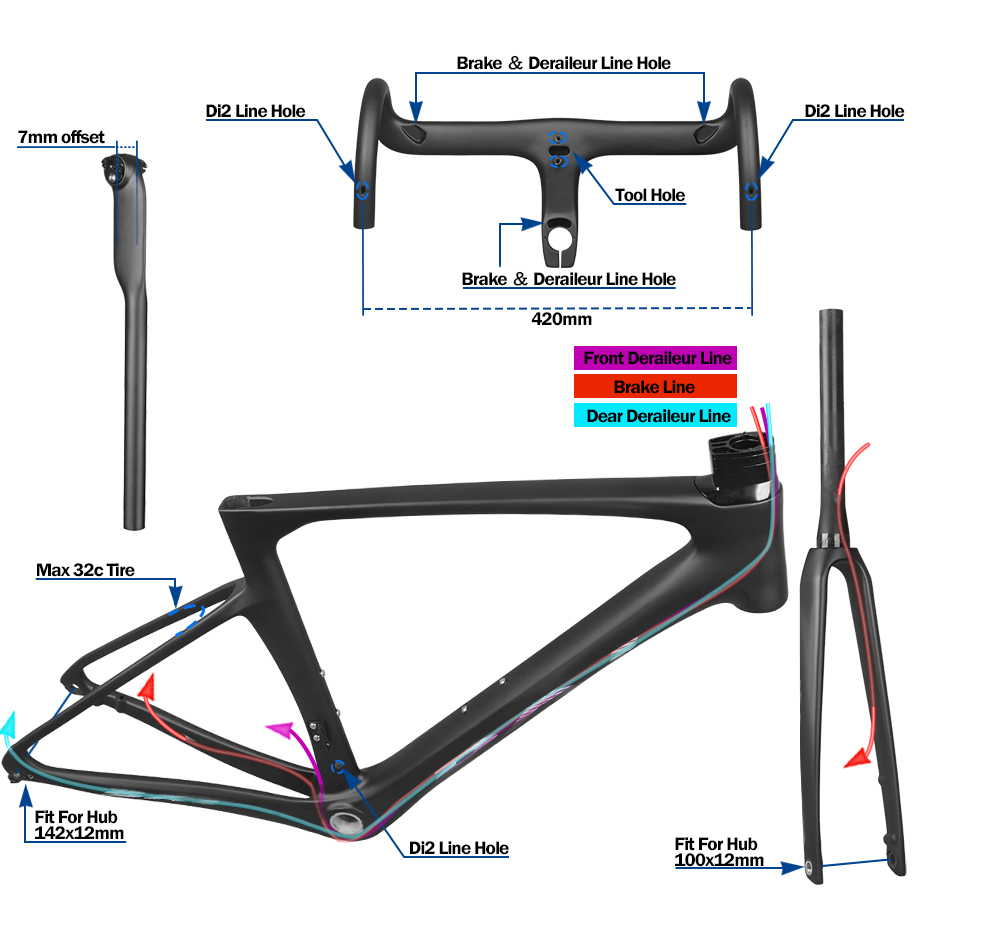 Brake & Deraileur Line Hole
Di2 Line Hole
Di2 Line Hole
7mm offset
Tool Hole
Brake & Deraileur Line Hole
420mm
Front Deraileur Line
Brake Line
Dear Deraileur Line
Max 32c Tire
Fit For Hub
142x12mm
Di2 Line Hole
Fit For Hub
100x12mm